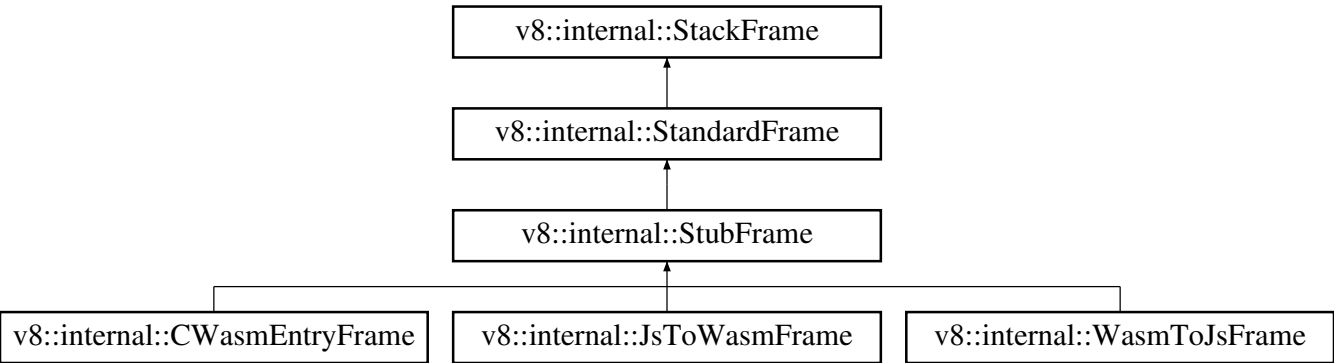 v8::internal::StackFrame
v8::internal::StandardFrame
v8::internal::StubFrame
v8::internal::CWasmEntryFrame
v8::internal::JsToWasmFrame
v8::internal::WasmToJsFrame